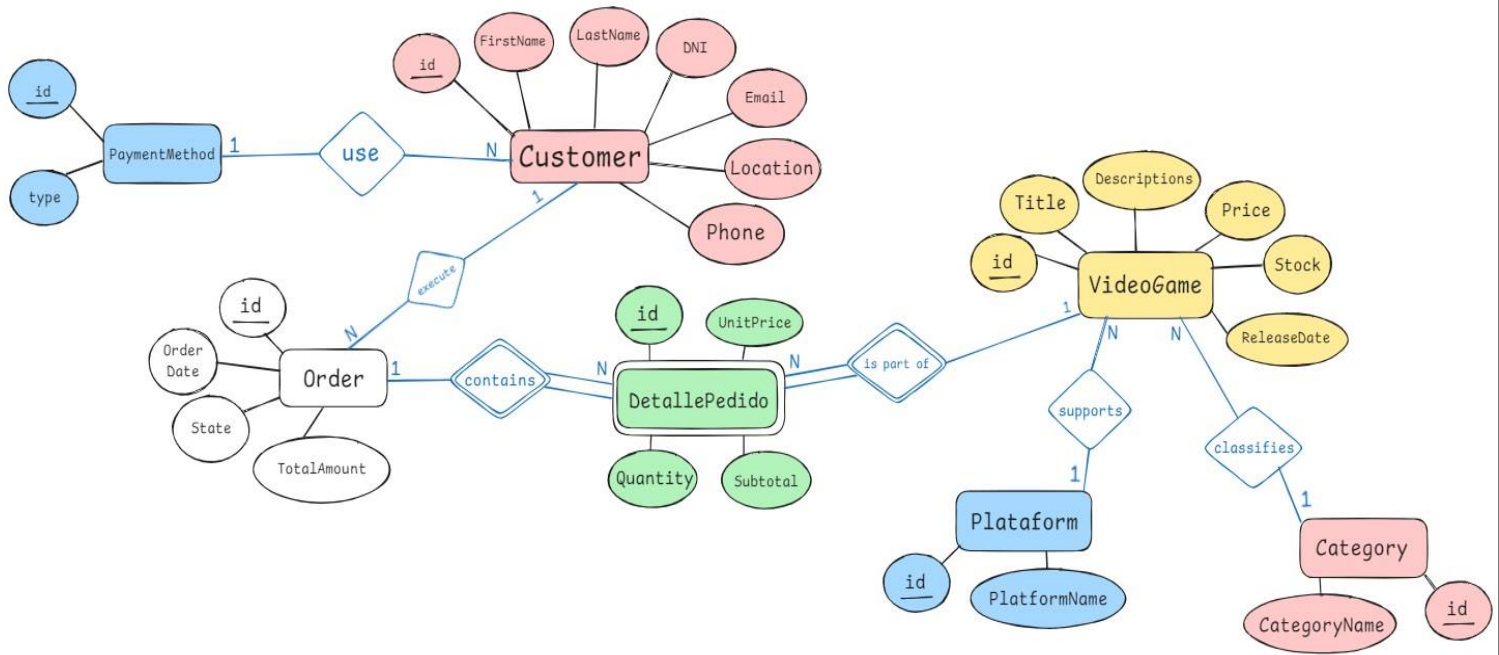 FirstName
LastName
DNI
id
Email
id
PaymentMethod
1
use
N
Customer
Location
type
1
Phone
Descriptions
Title
Price
id
Stock
VideoGame
execute
id
N
Order
Date
1
Order
contains
N
id
UnitPrice
DetallePedido
N
is part of
1
N
N
ReleaseDate
State
TotalAmount
Quantity
Subtotal
supports
classifies
1
1
Plataform
Category
id
PlatformName
CategoryName
id